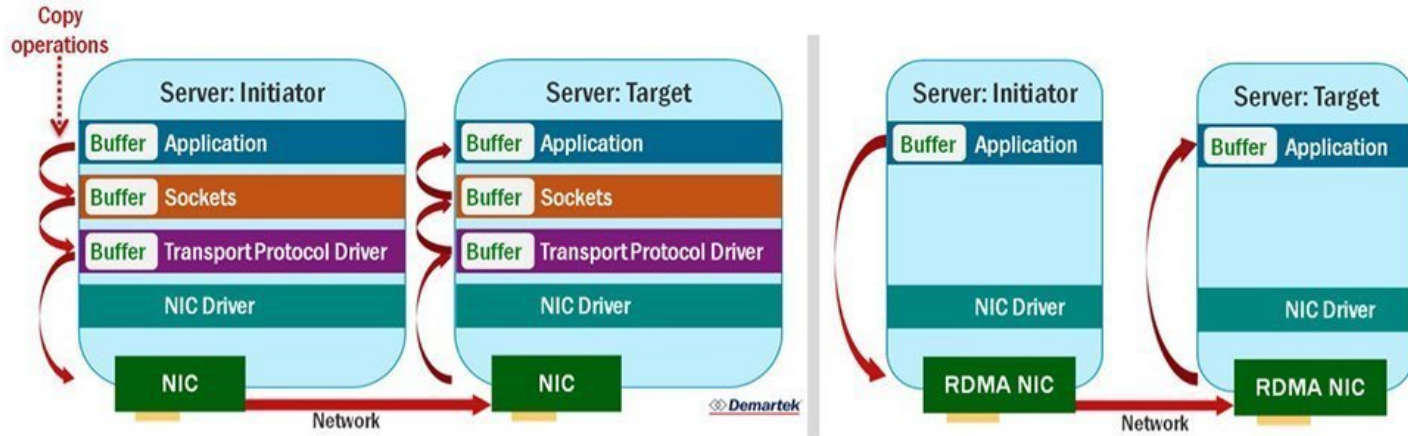 Copy
operations
Server: Initiator
Buffer Application
Buffer Sockets
Buffer Transport Protocol Driver
NIC Driver
NIC
Server: Target
Buffer Application
Buffer Sockets
Buffer Transport Protocol Driver
NIC Driver
NIC
Network
Demartek
Server: Initiator
Buffer Application
NIC Driver
RDMA NIC
Server: Target
Buffer Application
NIC Driver
RDMA NIC
Network